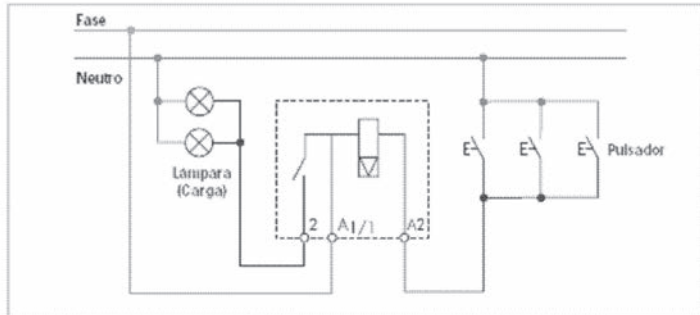 Fase
Neutro
Lámpara
(Carga)
2
A1/1
A2
E
E
E
Pulsador